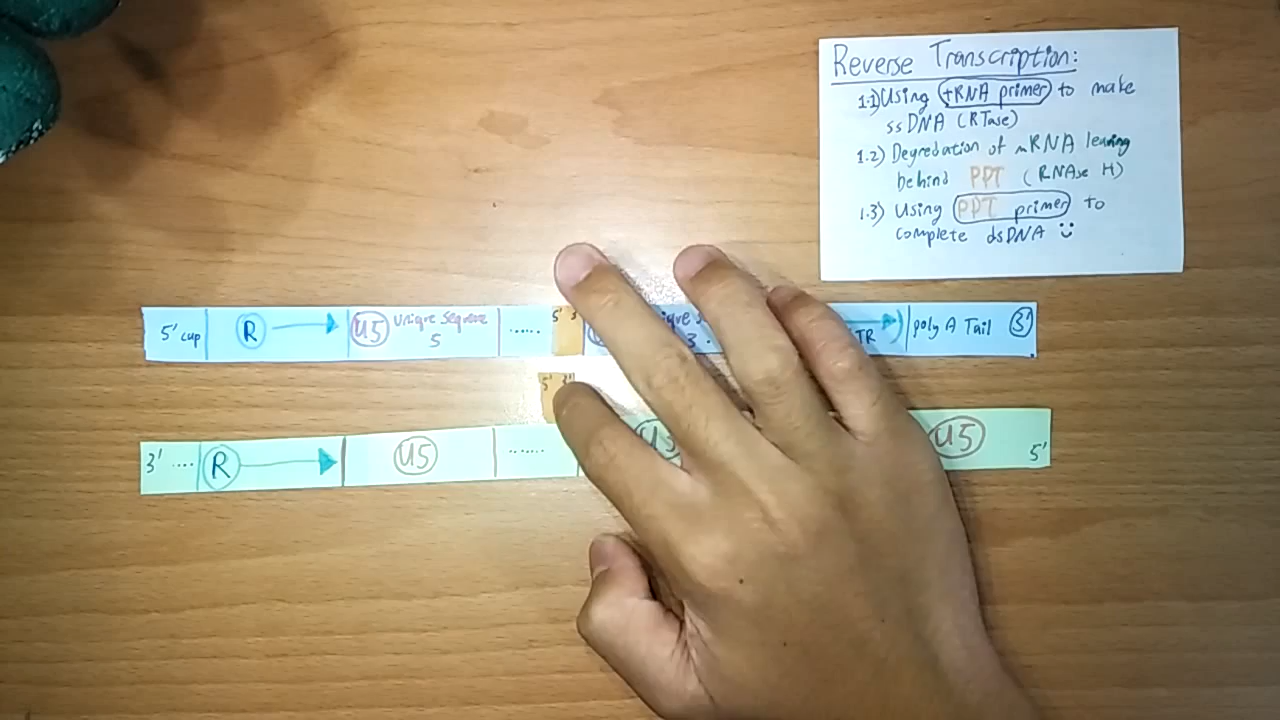 Reverse Transcription:
1.1) Using tRNA primer to make
ssDNA (RTase)
1.2) Degredation of mRNA leaving
behind PPT (RNAse H)
1.3) Using PPT primer to
complete dsDNA
5' cap R U5 Unique Sequence
5
...... 5' 3' 3. TR poly A Tail 3'
5' 3'
3' .... R U5 ...... U3 U5 5'